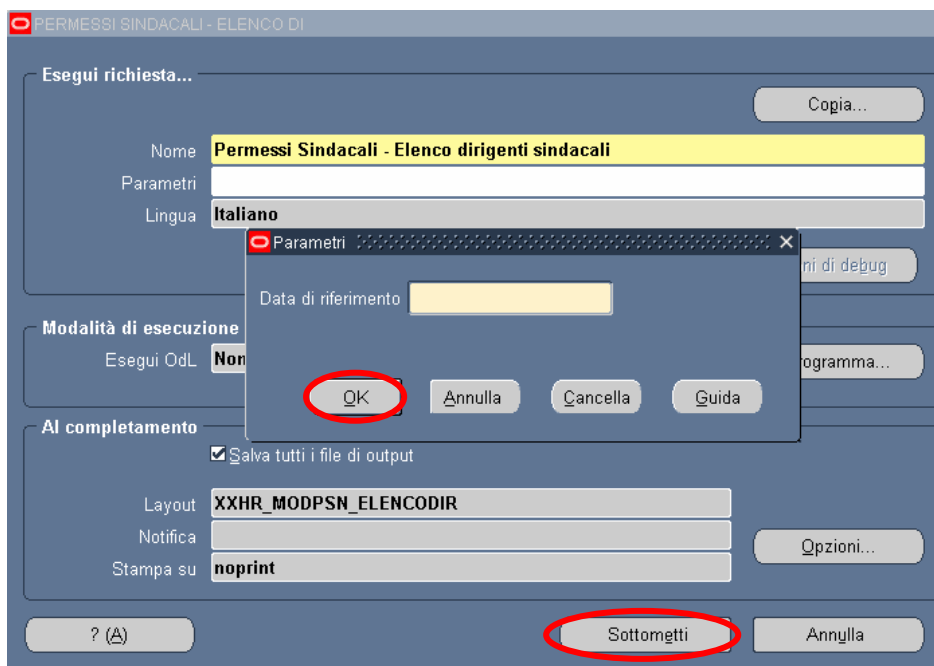 PERMESSI SINDACALI - ELENCO DI
Esegui richiesta...
Copia...
Nome Permessi Sindacali - Elenco dirigenti sindacali
Parametri
Lingua Italiano
Parametri
ni di debug
Data di riferimento
Modalità di esecuzione
Esegui OdL Non
ogramma...
OK Annulla Cancella Guida
Al completamento
Salva tutti i file di output
Layout XXHR_MODPSN_ELENCODIR
Notifica
Opzioni...
Stampa su noprint
? (A) Sottometti Annulla